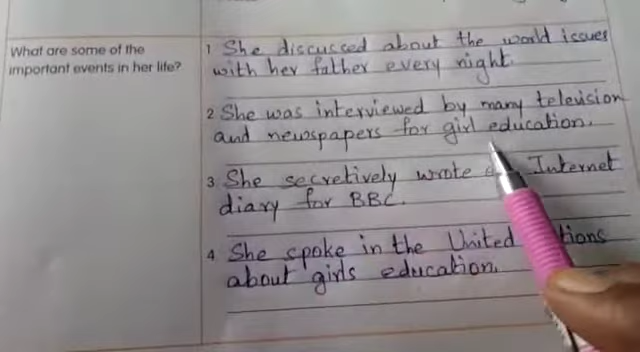 What are some of the
important events in her life?
1 She discussed about the world issues
with her father every night.
2 She was interviewed by many television
and newspapers for girl education.
3 She secretively wrote Internet
diary for BBC.
4 She spoke in the United
about girls education.